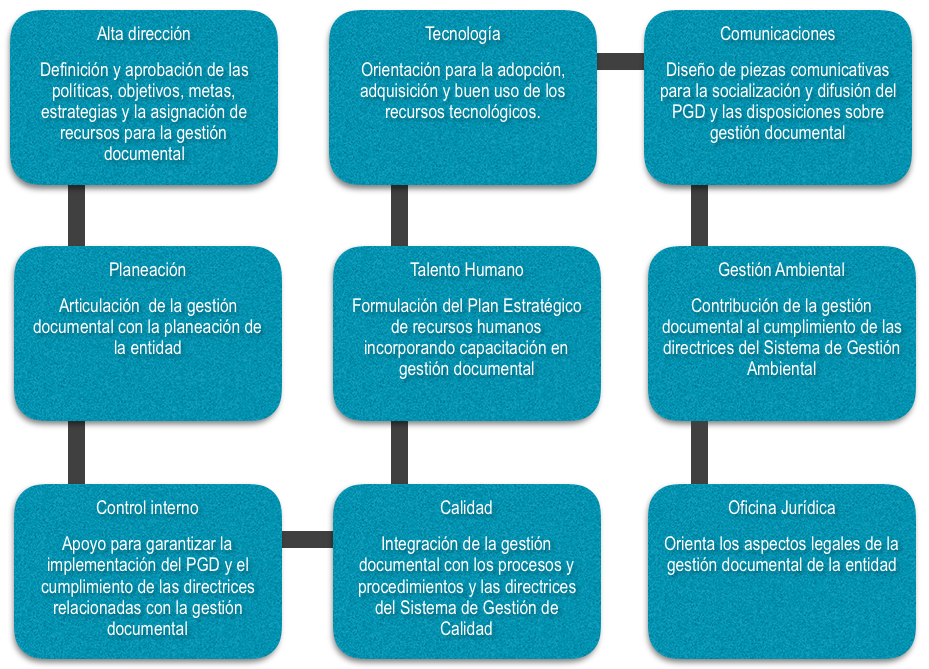 Alta dirección
Definición y aprobación de las
políticas, objetivos, metas,
estrategias y la asignación de
recursos para la gestión
documental
Planeación
Articulación  de la gestión
documental con la planeación de
la entidad
Control interno
Apoyo para garantizar la
implementación del PGD y el
cumplimiento de las directrices
relacionadas con la gestión
documental
Calidad
Integración de la gestión
documental con los procesos y
procedimientos y las directrices
del Sistema de Gestión de
Calidad
Talento Humano
Formulación del Plan Estratégico
de recursos humanos
incorporando capacitación en
gestión documental
Tecnología
Orientación para la adopción,
adquisición y buen uso de los
recursos tecnológicos.
Comunicaciones
Diseño de piezas comunicativas
para la socialización y difusión del
PGD y las disposiciones sobre
gestión documental
Gestión Ambiental
Contribución de la gestión
documental al cumplimiento de las
directrices del Sistema de Gestión
Ambiental
Oficina Jurídica
Orienta los aspectos legales de la
gestión documental de la entidad